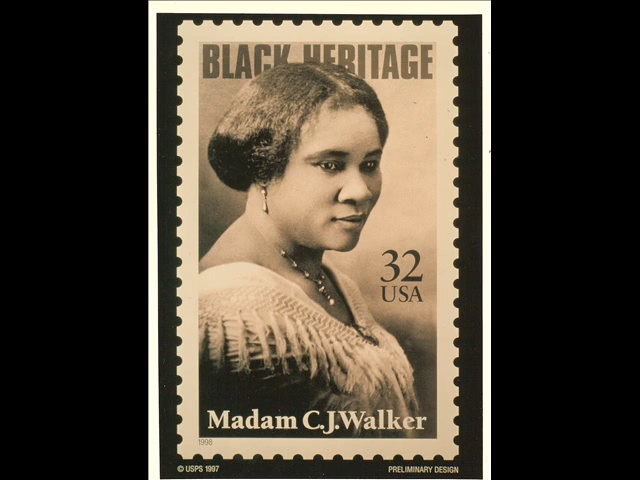 BLACK HERITAGE
32
USA
Madam C.J.Walker
1998
© USPS 1997
PRELIMINARY DESIGN